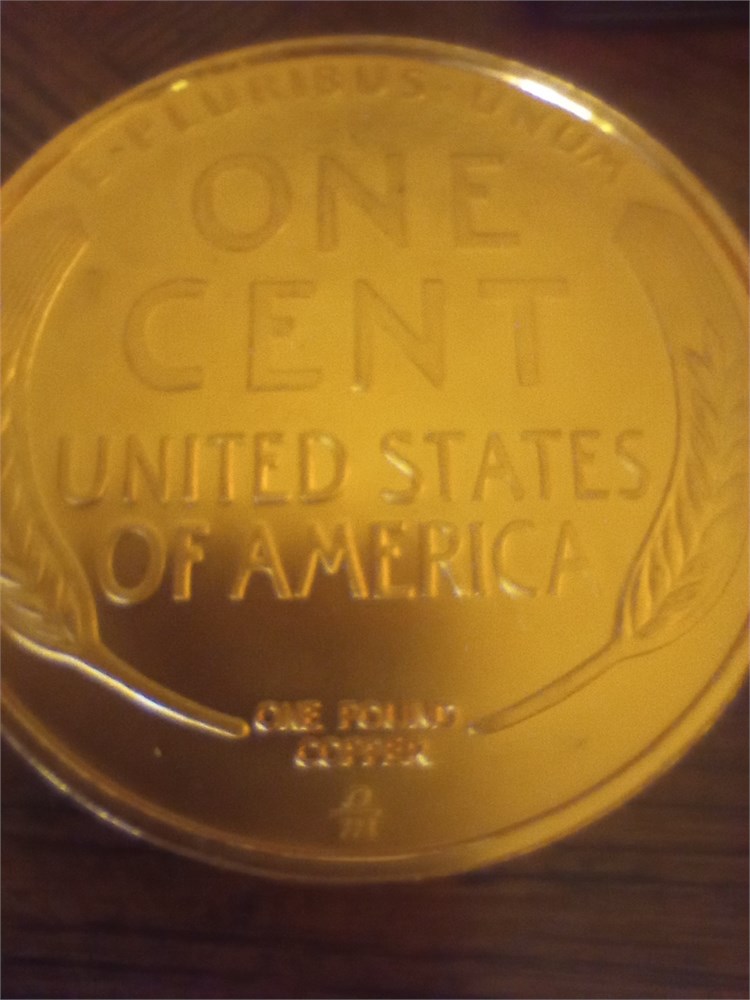 E·PLURIBUS·UNUM
ONE
CENT
UNITED STATES
OF AMERICA
ONE POUND
COPPER